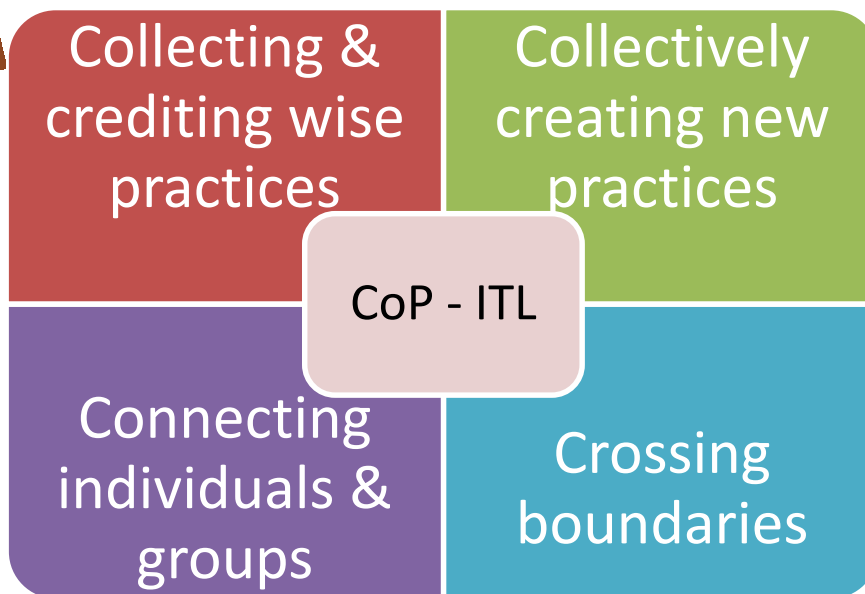 Collecting &
crediting wise
practices
Collectively
creating new
practices
CoP - ITL
Connecting
individuals &
groups
Crossing
boundaries